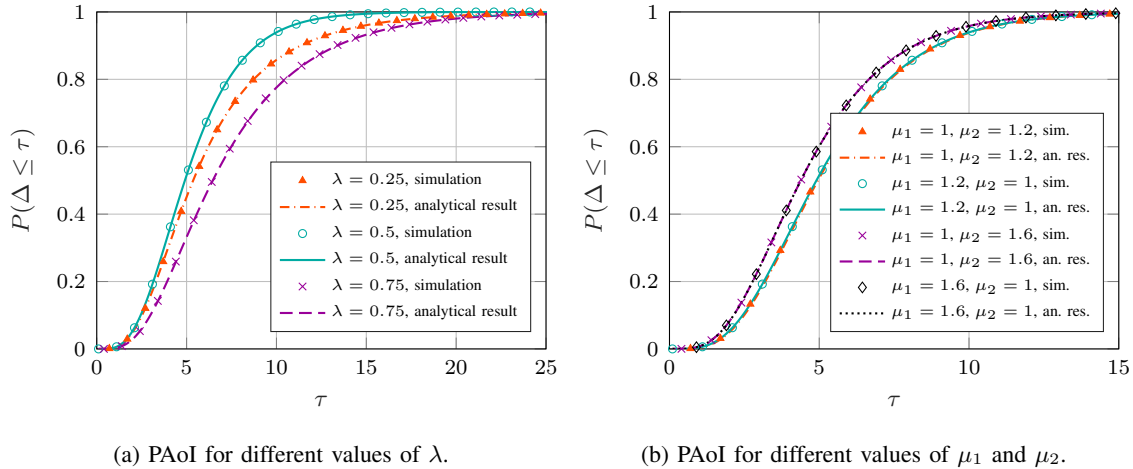 1
0.8
0.6
0.4
0.2
0
P(Δ ≤ τ)
0 5 10 15 20 25
τ
λ = 0.25, simulation
λ = 0.25, analytical result
λ = 0.5, simulation
λ = 0.5, analytical result
λ = 0.75, simulation
λ = 0.75, analytical result
(a) PAoI for different values of λ.
1
0.8
0.6
0.4
0.2
0
P(Δ ≤ τ)
0 5 10 15
τ
μ₁ = 1, μ₂ = 1.2, sim.
μ₁ = 1, μ₂ = 1.2, an. res.
μ₁ = 1.2, μ₂ = 1, sim.
μ₁ = 1.2, μ₂ = 1, an. res.
μ₁ = 1, μ₂ = 1.6, sim.
μ₁ = 1, μ₂ = 1.6, an. res.
μ₁ = 1.6, μ₂ = 1, sim.
μ₁ = 1.6, μ₂ = 1, an. res.
(b) PAoI for different values of μ₁ and μ₂.